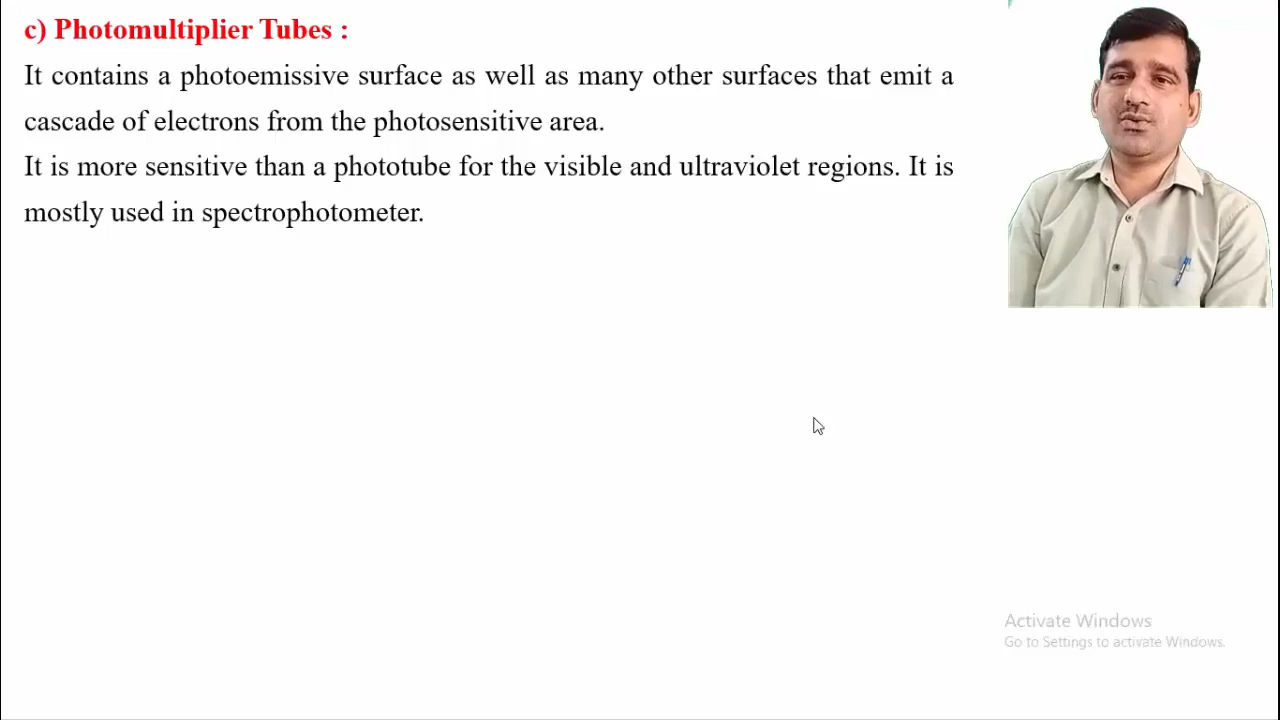 c) Photomultiplier Tubes :
It contains a photoemissive surface as well as many other surfaces that emit a
cascade of electrons from the photosensitive area.
It is more sensitive than a phototube for the visible and ultraviolet regions. It is
mostly used in spectrophotometer.
Activate Windows
Go to Settings to activate Windows.